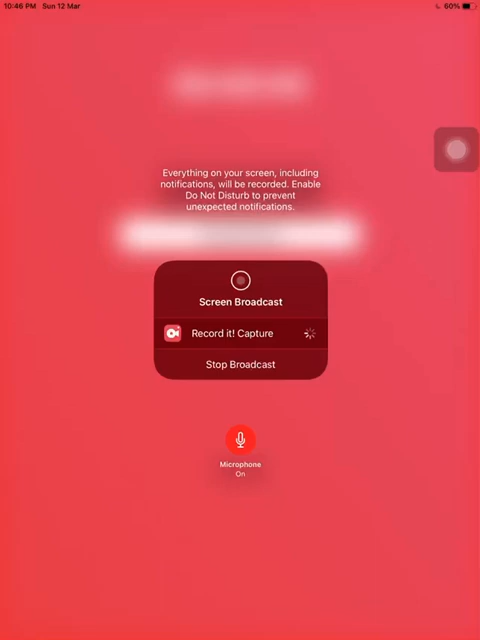 10:46 PM Sun 12 Mar
60%
Everything on your screen, including
notifications, will be recorded. Enable
Do Not Disturb to prevent
unexpected notifications.
Screen Broadcast
Record it! Capture
Stop Broadcast
Microphone
On